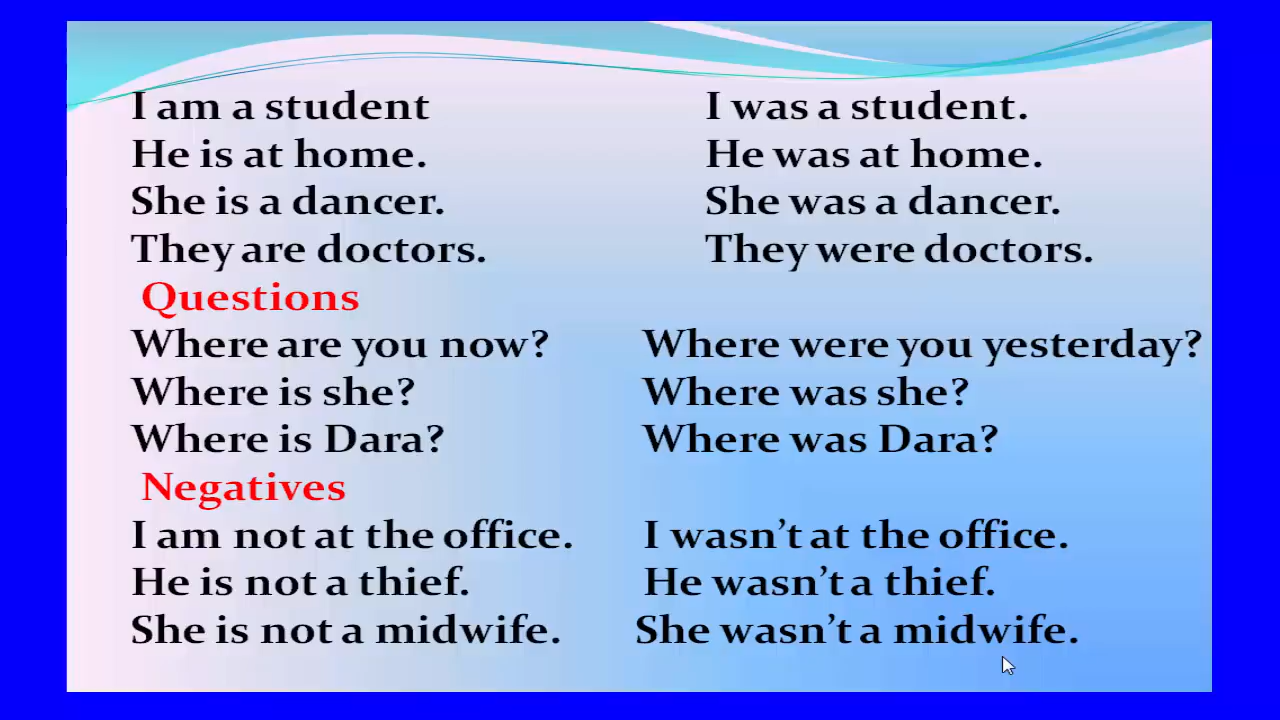 I am a student I was a student.
He is at home. He was at home.
She is a dancer. She was a dancer.
They are doctors. They were doctors.
Questions
Where are you now? Where were you yesterday?
Where is she? Where was she?
Where is Dara? Where was Dara?
Negatives
I am not at the office. I wasn’t at the office.
He is not a thief. He wasn’t a thief.
She is not a midwife. She wasn’t a midwife.